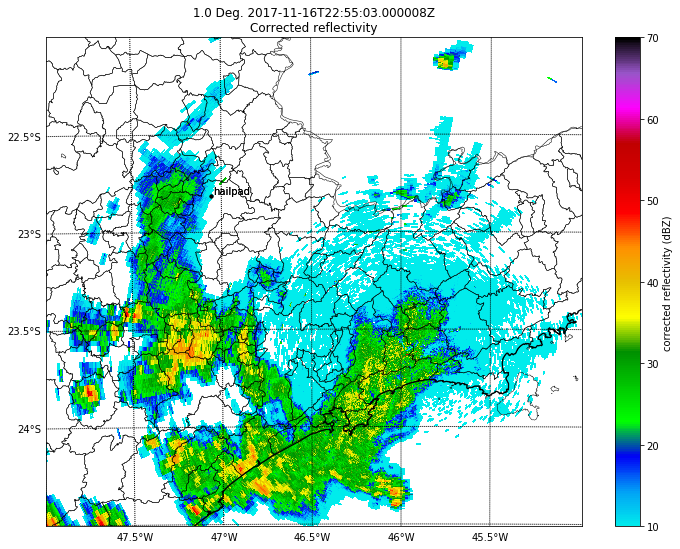 1.0 Deg. 2017-11-16T22:55:03.000008Z
Corrected reflectivity
hailpad
22.5°S
23°S
23.5°S
24°S
47.5°W
47°W
46.5°W
46°W
45.5°W
70
60
50
40
30
20
10
corrected reflectivity (dBZ)